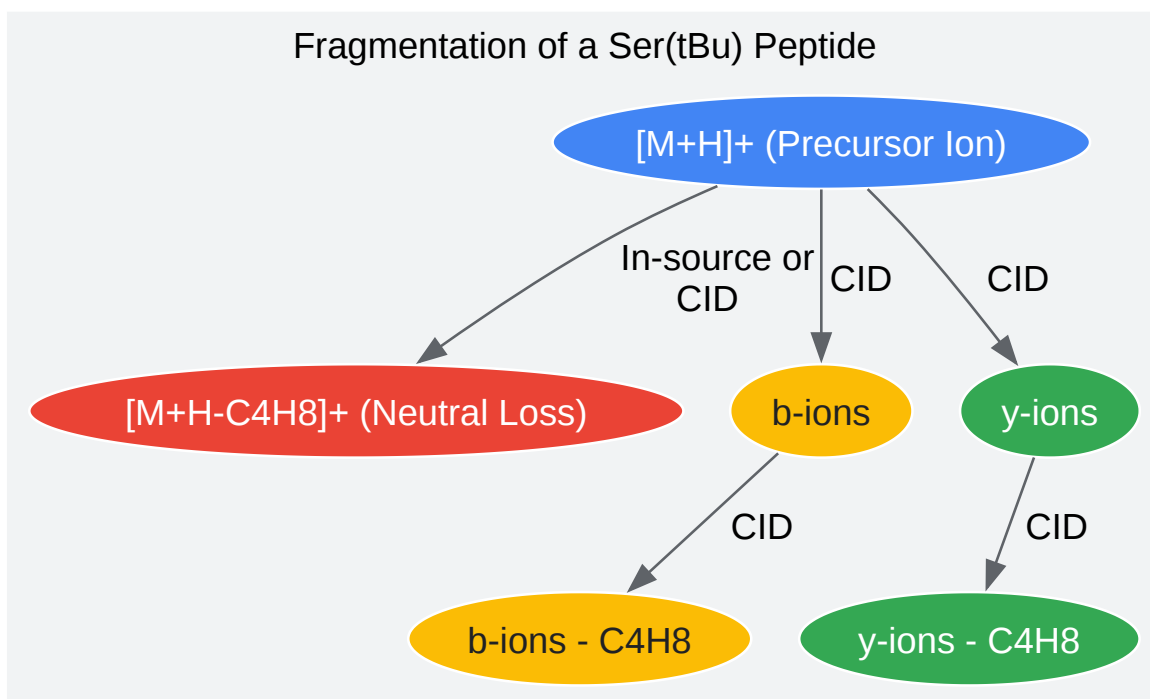 Fragmentation of a Ser(tBu) Peptide
[M+H]+ (Precursor Ion)
In-source or
CID
CID
CID
[M+H-C4H8]+ (Neutral Loss)
b-ions
y-ions
CID
CID
b-ions - C4H8
y-ions - C4H8